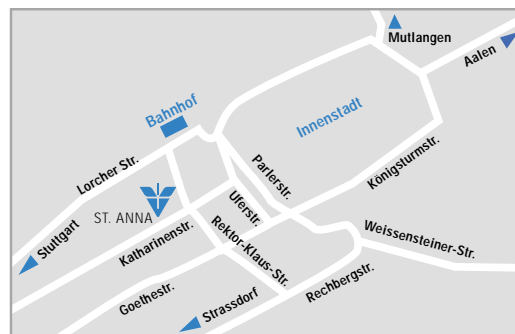 Mutlangen
Aalen
Bahnhof
Innenstadt
Lorcher Str.
Parlerstr.
Königsturmstr.
ST. ANNA
Uferstr.
Stuttgart
Katharinenstr.
Rektor-Klaus-Str.
Weissensteiner-Str.
Goethestr.
Strassdorf
Rechbergstr.